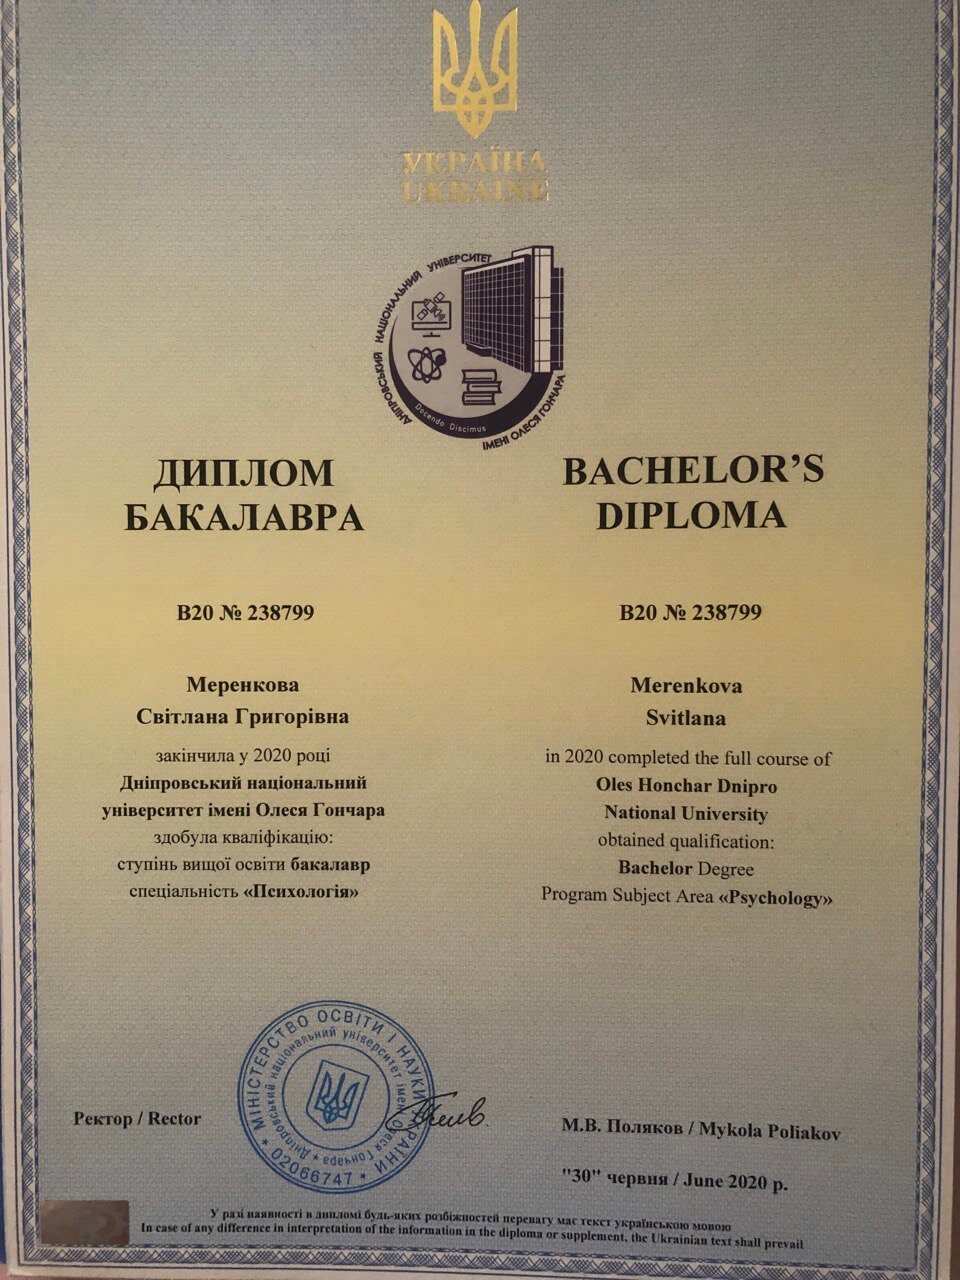 УКРАЇНА
UKRAINE
ДНІПРОВСЬКИЙ НАЦІОНАЛЬНИЙ УНІВЕРСИТЕТ
ІМЕНІ ОЛЕСЯ ГОНЧАРА
Docendo Discimus
ДИПЛОМ
БАКАЛАВРА
B20 № 238799
Меренкова
Світлана Григорівна
закінчила у 2020 році
Дніпровський національний
університет імені Олеся Гончара
здобула кваліфікацію:
ступінь вищої освіти бакалавр
спеціальність «Психологія»
BACHELOR’S
DIPLOMA
B20 № 238799
Merenkova
Svitlana
in 2020 completed the full course of
Oles Honchar Dnipro
National University
obtained qualification:
Bachelor Degree
Program Subject Area «Psychology»
МІНІСТЕРСТВО ОСВІТИ І НАУКИ УКРАЇНИ
Дніпровський національний університет імені Олеся Гончара
02066747
Ректор / Rector
М.В. Поляков / Mykola Poliakov
"30" червня / June 2020 р.
У разі наявності в дипломі будь-яких розбіжностей перевагу має текст українською мовою
In case of any difference in interpretation of the information in the diploma or supplement, the Ukrainian text shall prevail